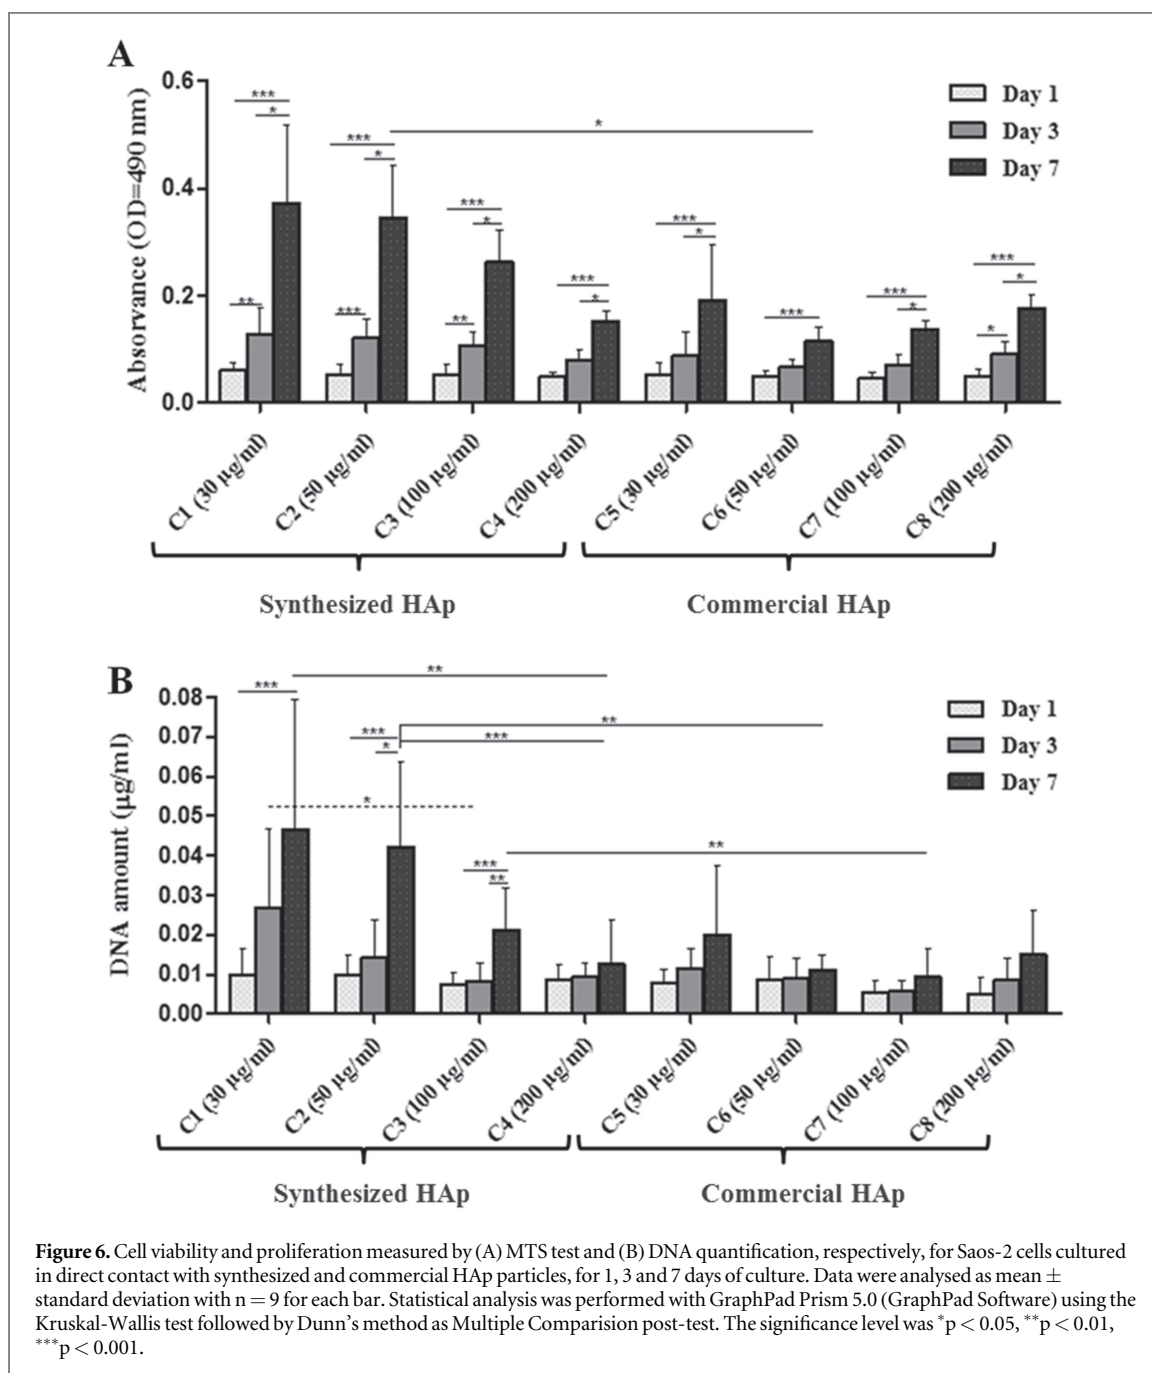 A
Absorvance (OD=490 nm)
0.6
0.4
0.2
0.0
Day 1
Day 3
Day 7
***
*
***
*
*
***
*
***
*
***
*
***
*
***
*
**
***
**
***
*
C1 (30 µg/ml)
C2 (50 µg/ml)
C3 (100 µg/ml)
C4 (200 µg/ml)
C5 (30 µg/ml)
C6 (50 µg/ml)
C7 (100 µg/ml)
C8 (200 µg/ml)
Synthesized HAp
Commercial HAp
B
DNA amount (µg/ml)
0.08
0.07
0.06
0.05
0.04
0.03
0.02
0.01
0.00
Day 1
Day 3
Day 7
**
***
**
***
***
*
*
**
***
**
C1 (30 µg/ml)
C2 (50 µg/ml)
C3 (100 µg/ml)
C4 (200 µg/ml)
C5 (30 µg/ml)
C6 (50 µg/ml)
C7 (100 µg/ml)
C8 (200 µg/ml)
Synthesized HAp
Commercial HAp
Figure 6. Cell viability and proliferation measured by (A) MTS test and (B) DNA quantification, respectively, for Saos-2 cells cultured
in direct contact with synthesized and commercial HAp particles, for 1, 3 and 7 days of culture. Data were analysed as mean ±
standard deviation with n = 9 for each bar. Statistical analysis was performed with GraphPad Prism 5.0 (GraphPad Software) using the
Kruskal-Wallis test followed by Dunn's method as Multiple Comparision post-test. The significance level was *p < 0.05, **p < 0.01,
***p < 0.001.